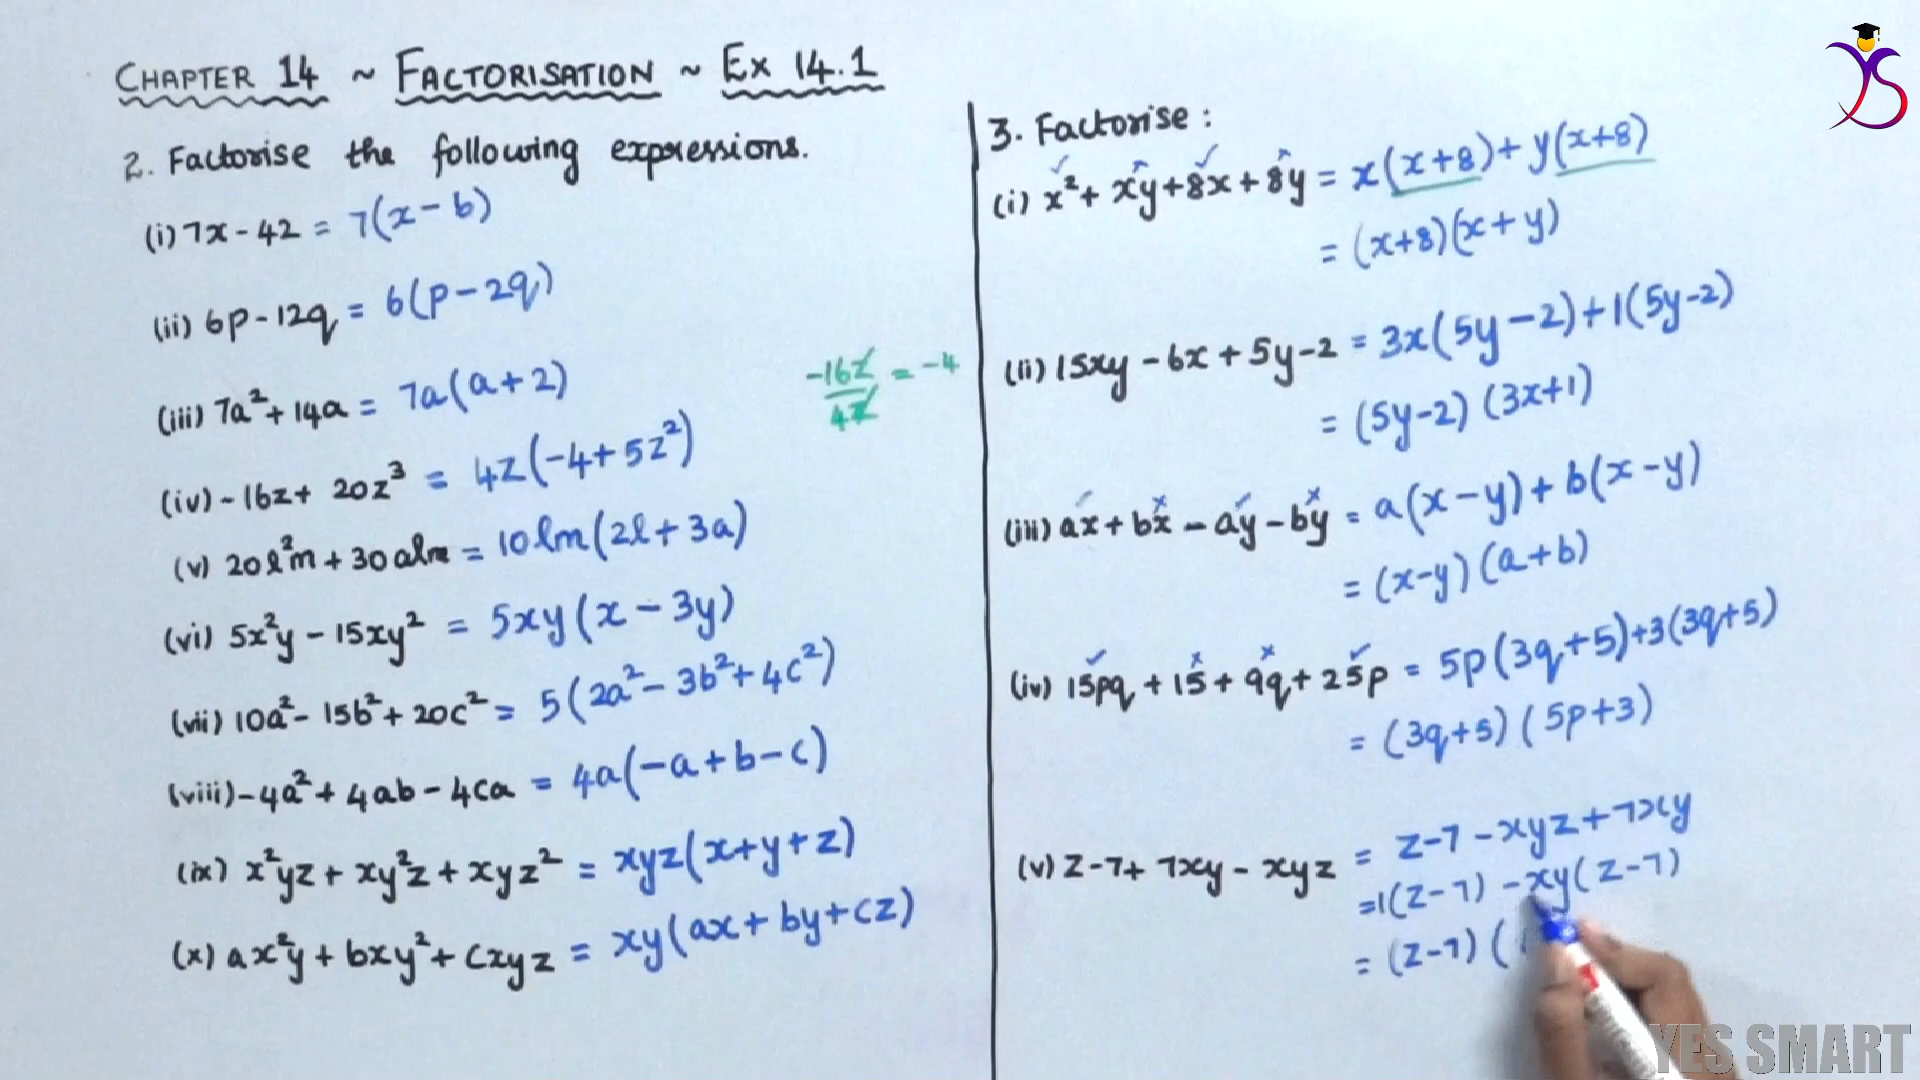 CHAPTER 14 ~ FACTORISATION ~ Ex 14.1
2. Factorise the following expressions.
(i) 7x - 42 = 7(x - 6)
(ii) 6p - 12q = 6(p - 2q)
(iii) 7a² + 14a = 7a(a + 2)
-16z/4z = -4
(iv) - 16z + 20z³ = 4z(-4 + 5z²)
(v) 20l²m + 30alm = 10lm(2l + 3a)
(vi) 5x²y - 15xy² = 5xy(x - 3y)
(vii) 10a² - 15b² + 20c² = 5(2a² - 3b² + 4c²)
(viii) -4a² + 4ab - 4ca = 4a(-a + b - c)
(ix) x²yz + xy²z + xyz² = xyz(x+y+z)
(x) ax²y + bxy² + cxyz = xy(ax + by + cz)
3. Factorise :
(i) x² + xy + 8x + 8y = x(x+8) + y(x+8)
= (x+8)(x+y)
(ii) 15xy - 6x + 5y - 2 = 3x(5y - 2) + 1(5y-2)
= (5y-2) (3x+1)
(iii) ax + bx - ay - by = a(x - y) + b(x - y)
= (x-y) (a+b)
(iv) 15pq + 15 + 9q + 25p = 5p(3q+5)+3(3q+5)
= (3q+5) (5p+3)
(v) z - 7 + 7xy - xyz = z-7 - xyz + 7xy
=1(z-7) -xy(z-7)
= (z-7) (
YS
YES SMART